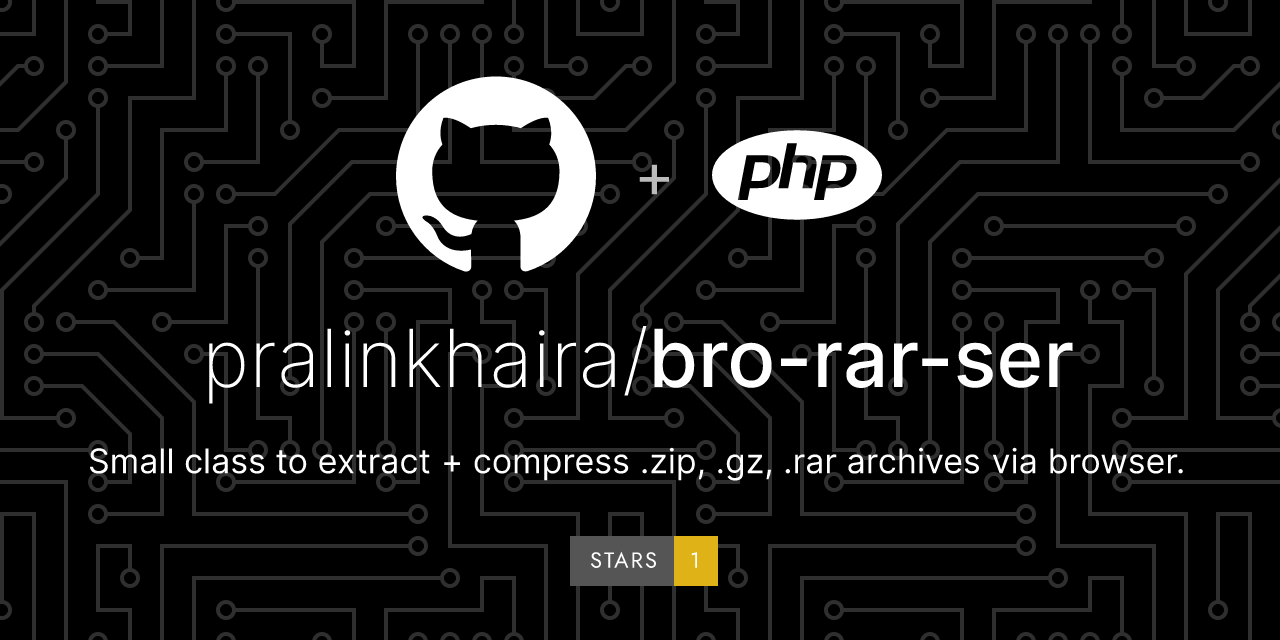 + php
pralinkhaira/bro-rar-ser
Small class to extract + compress .zip, .gz, .rar archives via browser.
STARS 1